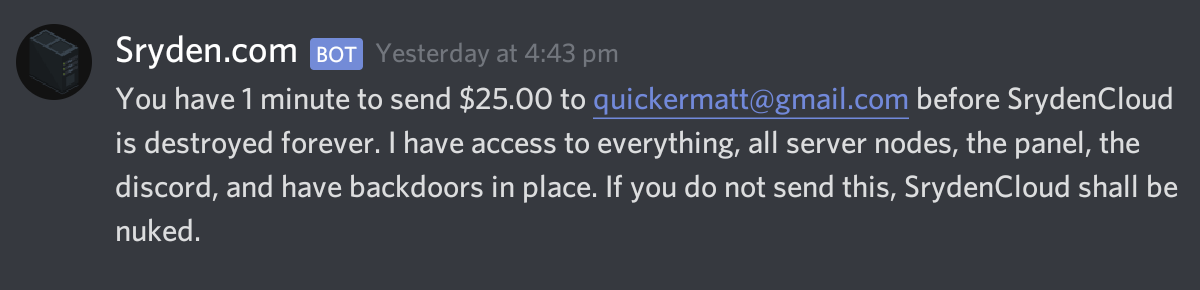 Sryden.com BOT Yesterday at 4:43 pm
You have 1 minute to send $25.00 to quickermatt@gmail.com before SrydenCloud
is destroyed forever. I have access to everything, all server nodes, the panel, the
discord, and have backdoors in place. If you do not send this, SrydenCloud shall be
nuked.